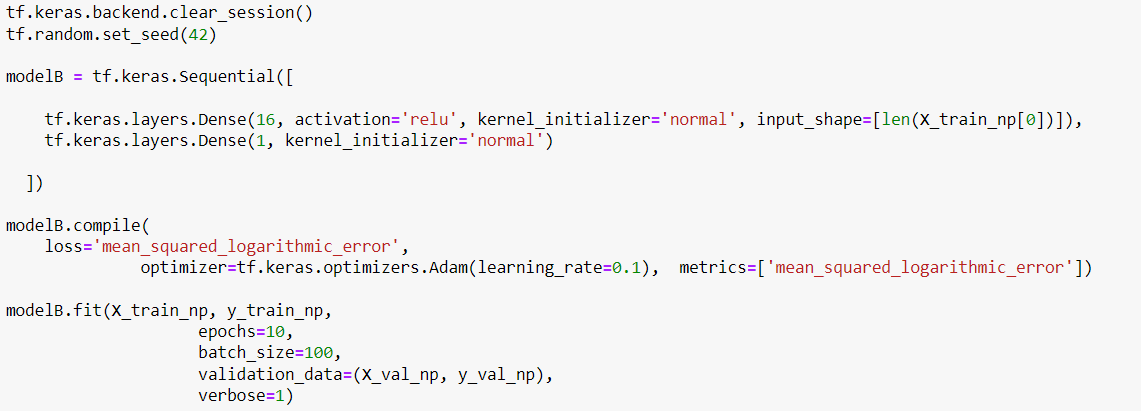 tf.keras.backend.clear_session()
tf.random.set_seed(42)
modelB = tf.keras.Sequential([
tf.keras.layers.Dense(16, activation='relu', kernel_initializer='normal', input_shape=[len(X_train_np[0])]),
tf.keras.layers.Dense(1, kernel_initializer='normal')
])
modelB.compile(
loss='mean_squared_logarithmic_error',
optimizer=tf.keras.optimizers.Adam(learning_rate=0.1),  metrics=['mean_squared_logarithmic_error'])
modelB.fit(X_train_np, y_train_np,
epochs=10,
batch_size=100,
validation_data=(X_val_np, y_val_np),
verbose=1)